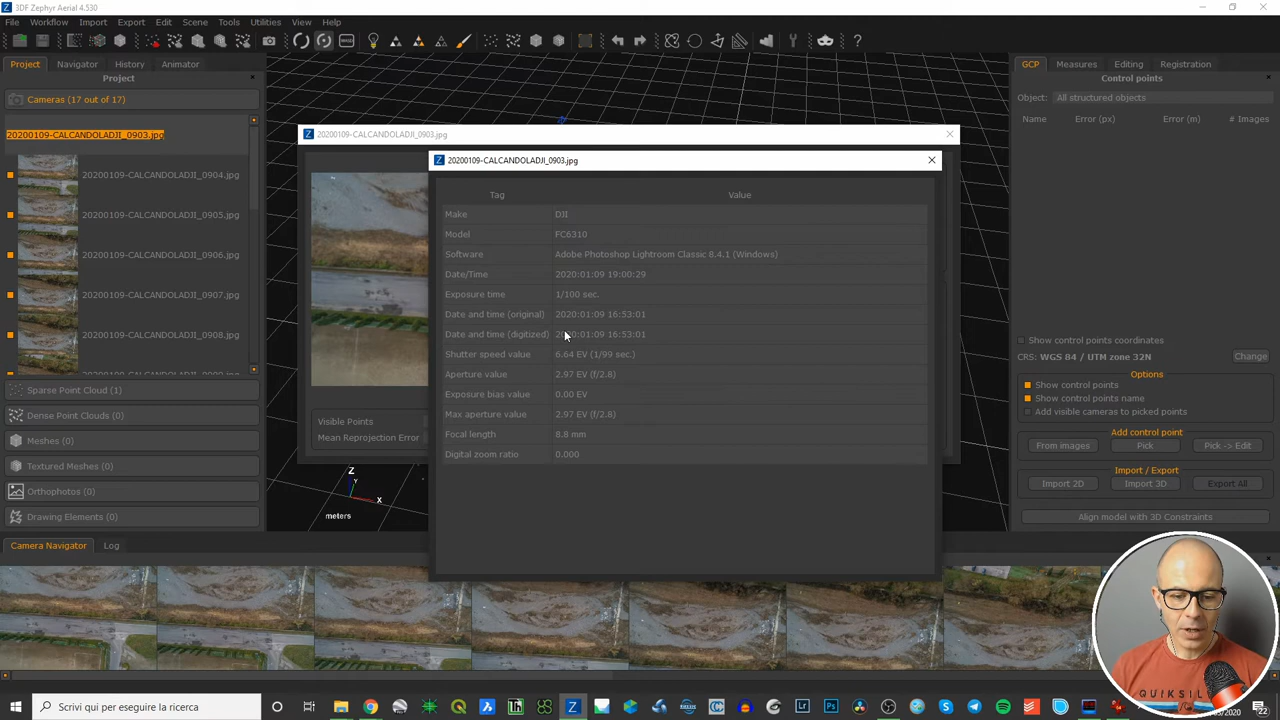 3DF Zephyr Aerial 4.530
File Workflow Import Export Edit Scene Tools Utilities View Help
Project Navigator History Animator
Project
Cameras (17 out of 17)
20200109-CALCANDOLADJI_0903.jpg
20200109-CALCANDOLADJI_0904.jpg
20200109-CALCANDOLADJI_0905.jpg
20200109-CALCANDOLADJI_0906.jpg
20200109-CALCANDOLADJI_0907.jpg
20200109-CALCANDOLADJI_0908.jpg
Sparse Point Cloud (1)
Dense Point Clouds (0)
Meshes (0)
Textured Meshes (0)
Orthophotos (0)
Drawing Elements (0)
20200109-CALCANDOLADJI_0903.jpg
Visible Points
Mean Reprojection Error
20200109-CALCANDOLADJI_0903.jpg
Tag Value
Make DJI
Model FC6310
Software Adobe Photoshop Lightroom Classic 8.4.1 (Windows)
Date/Time 2020:01:09 19:00:29
Exposure time 1/100 sec.
Date and time (original) 2020:01:09 16:53:01
Date and time (digitized) 2020:01:09 16:53:01
Shutter speed value 6.64 EV (1/99 sec.)
Aperture value 2.97 EV (f/2.8)
Exposure bias value 0.00 EV
Max aperture value 2.97 EV (f/2.8)
Focal length 8.8 mm
Digital zoom ratio 0.000
Z
Y
X
meters
GCP Measures Editing Registration
Control points
Object: All structured objects
Name Error (px) Error (m) # Images
Show control points coordinates
CRS: WGS 84 / UTM zone 32N Change
Options
Show control points
Show control points name
Add visible cameras to picked points
Add control point
From images Pick Pick -> Edit
Import / Export
Import 2D Import 3D Export All
Align model with 3D Constraints
Camera Navigator Log
QUIKSIL
Scrivi qui per eseguire la ricerca